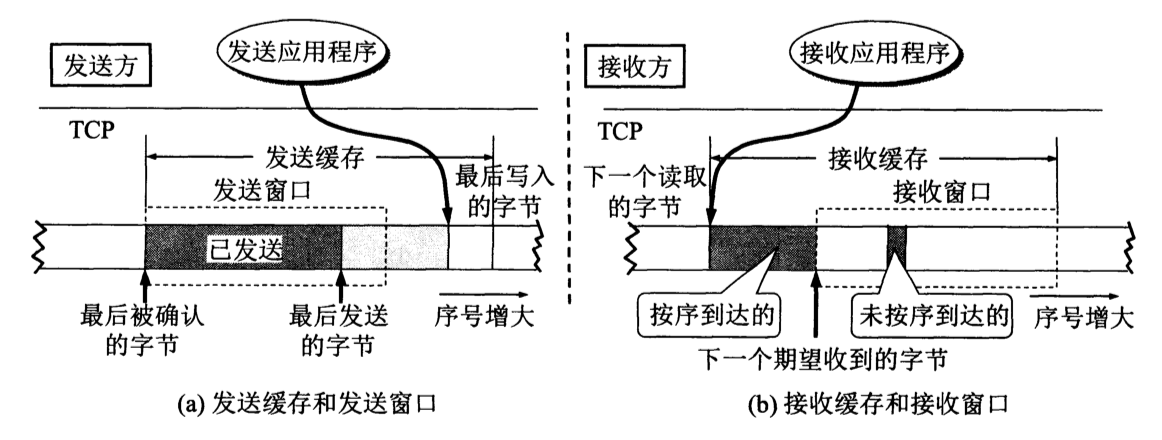 发送方
发送应用程序
TCP
发送缓存
最后写入
的字节
发送窗口
已发送
最后被确认
的字节
最后发送
的字节
序号增大
(a) 发送缓存和发送窗口
接收方
接收应用程序
TCP
接收缓存
下一个读取
的字节
接收窗口
按序到达的
未按序到达的
序号增大
下一个期望收到的字节
(b) 接收缓存和接收窗口